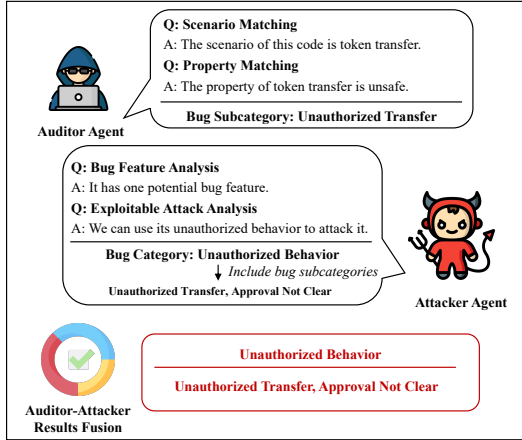 Q: Scenario Matching
A: The scenario of this code is token transfer.
Q: Property Matching
A: The property of token transfer is unsafe.
Bug Subcategory: Unauthorized Transfer
Auditor Agent
Q: Bug Feature Analysis
A: It has one potential bug feature.
Q: Exploitable Attack Analysis
A: We can use its unauthorized behavior to attack it.
Bug Category: Unauthorized Behavior
Include bug subcategories
Unauthorized Transfer, Approval Not Clear
Attacker Agent
Unauthorized Behavior
Unauthorized Transfer, Approval Not Clear
Auditor-Attacker
Results Fusion